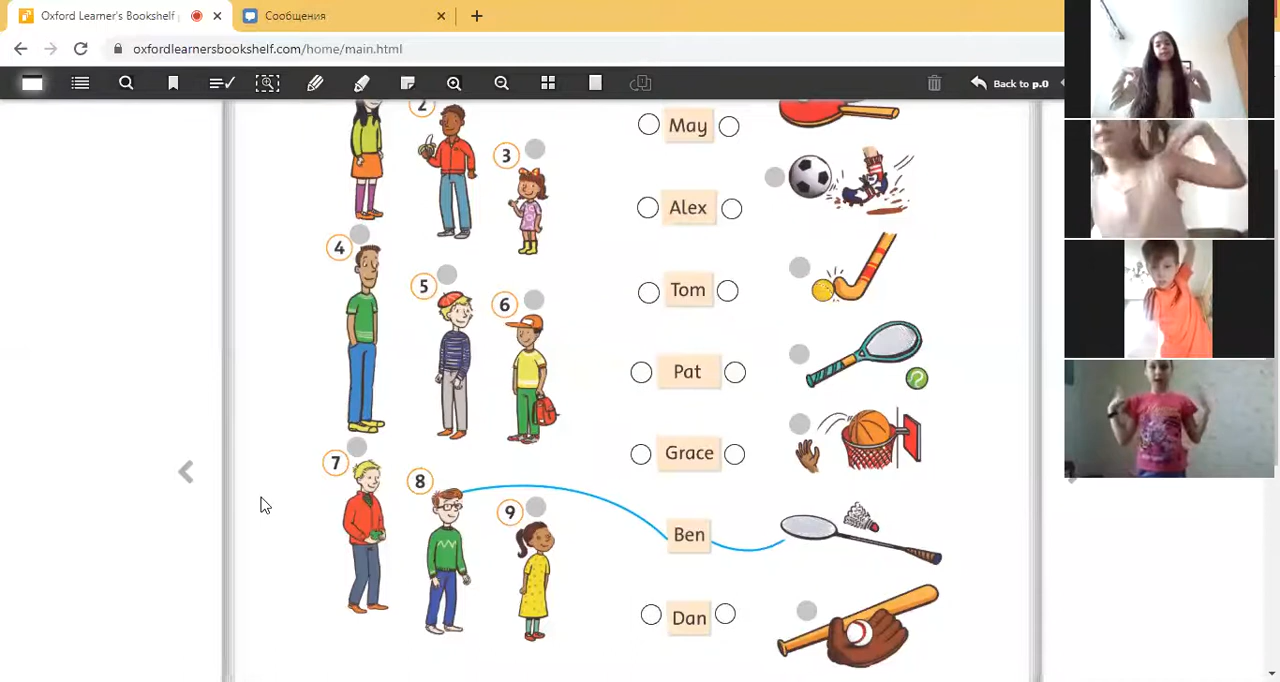 Oxford Learner's Bookshelf
Сообщения
oxfordlearnersbookshelf.com/home/main.html
Back to p.0
2
3
4
5
6
7
8
9
May
Alex
Tom
Pat
Grace
Ben
Dan